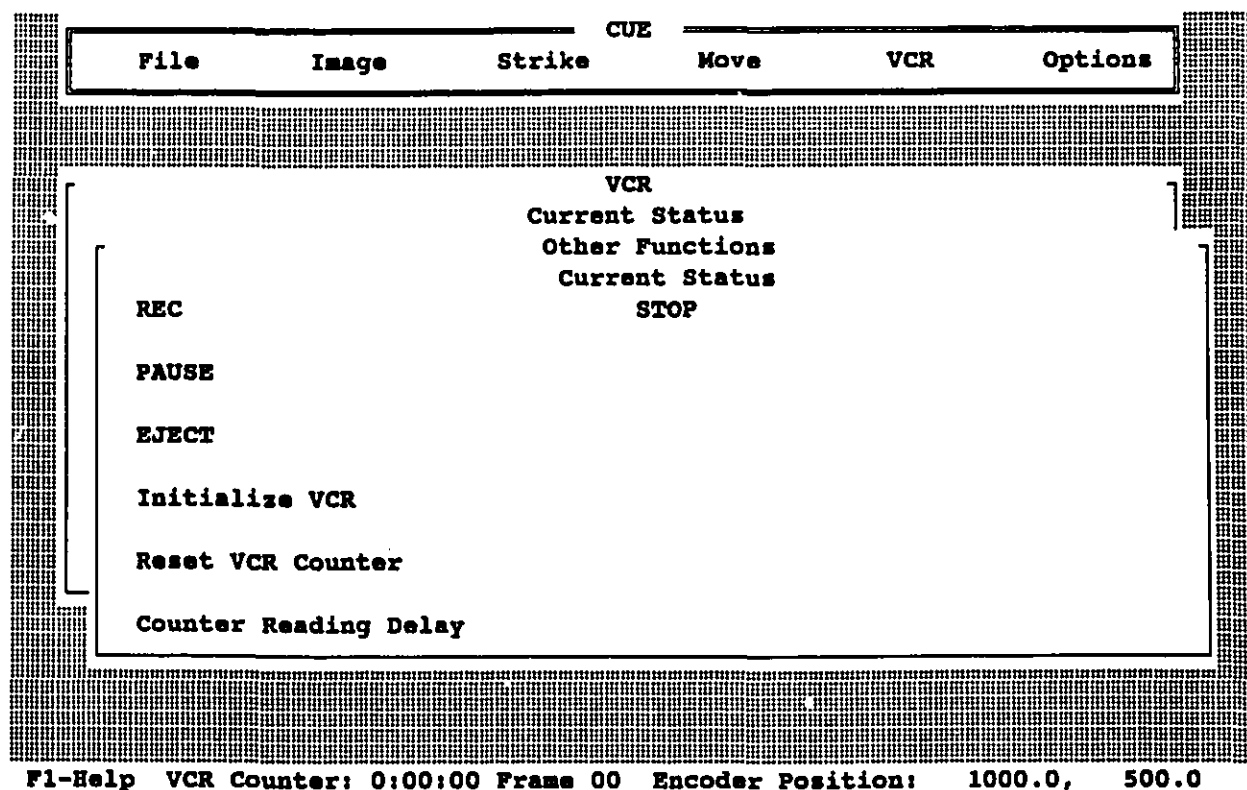 CUE
File Image Strike Move VCR Options
VCR
Current Status
Other Functions
Current Status
REC STOP
PAUSE
EJECT
Initialize VCR
Reset VCR Counter
Counter Reading Delay
F1-Help VCR Counter: 0:00:00 Frame 00 Encoder Position: 1000.0, 500.0